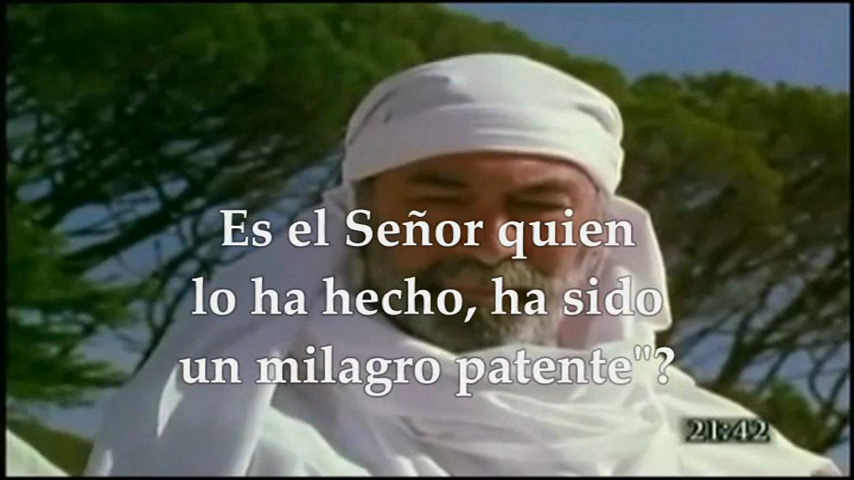 Es el Señor quien
lo ha hecho, ha sido
un milagro patente"?
21:42